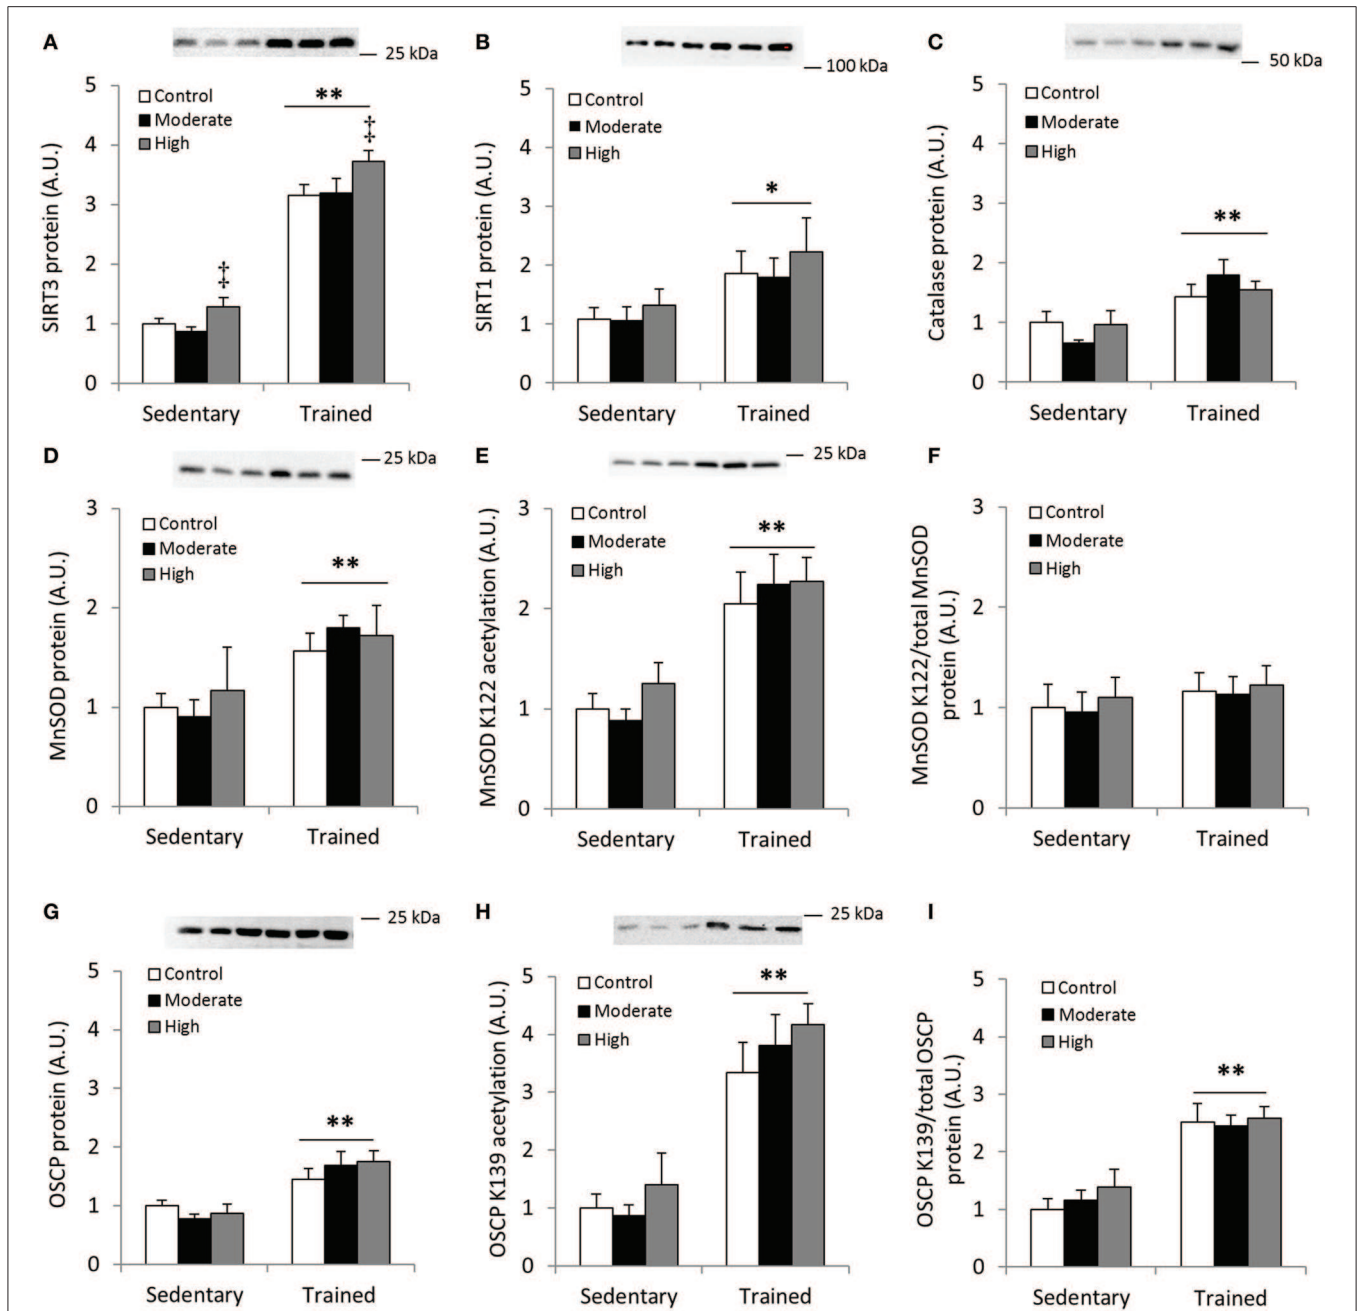 A
25 kDa
SIRT3 protein (A.U.)
5
4
3
2
1
0
Control
Moderate
High
**
‡
‡
Sedentary Trained
B
100 kDa
SIRT1 protein (A.U.)
5
4
3
2
1
0
Control
Moderate
High
*
Sedentary Trained
C
50 kDa
Catalase protein (A.U.)
5
4
3
2
1
0
Control
Moderate
High
**
Sedentary Trained
D
25 kDa
MnSOD protein (A.U.)
3
2
1
0
Control
Moderate
High
**
Sedentary Trained
E
25 kDa
MnSOD K122 acetylation (A.U.)
3
2
1
0
Control
Moderate
High
**
Sedentary Trained
F
MnSOD K122/total MnSOD
protein (A.U.)
3
2
1
0
Control
Moderate
High
Sedentary Trained
G
25 kDa
OSCP protein (A.U.)
5
4
3
2
1
0
Control
Moderate
High
**
Sedentary Trained
H
25 kDa
OSCP K139 acetylation (A.U.)
5
4
3
2
1
0
Control
Moderate
High
**
Sedentary Trained
I
OSCP K139/total OSCP
protein (A.U.)
5
4
3
2
1
0
Control
Moderate
High
**
Sedentary Trained